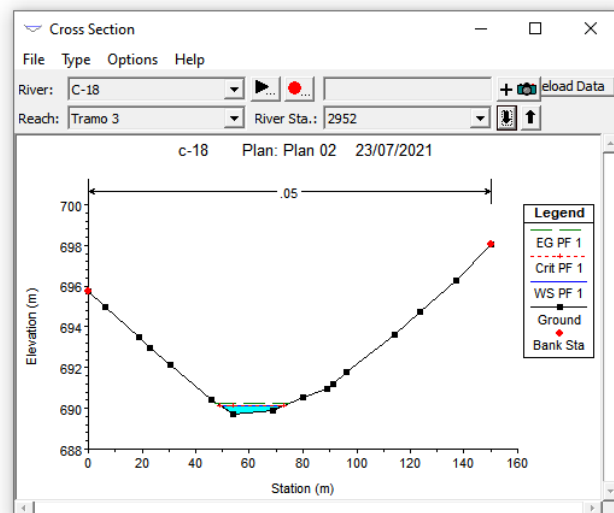 Cross Section
File Type Options Help
River: C-18 ... ... + eload Data
Reach: Tramo 3 River Sta.: 2952
c-18 Plan: Plan 02 23/07/2021
.05
700
698
696
694
692
690
688
0 20 40 60 80 100 120 140 160
Elevation (m)
Station (m)
Legend
EG PF 1
Crit PF 1
WS PF 1
Ground
Bank Sta